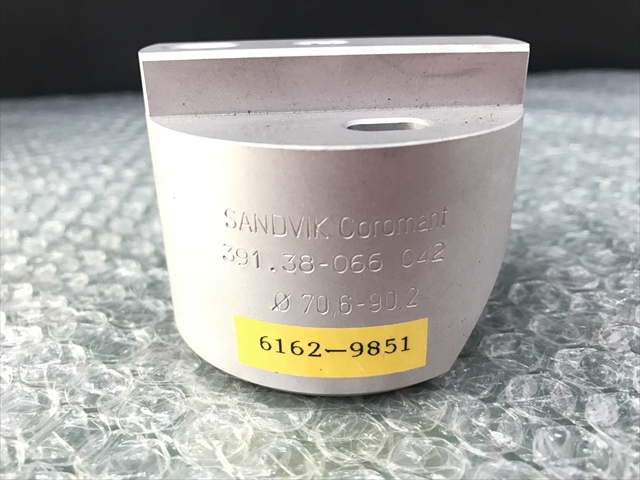 SANDVIK Coromant
391.38-066 042
Ø 70,6-90,2
6162-9851